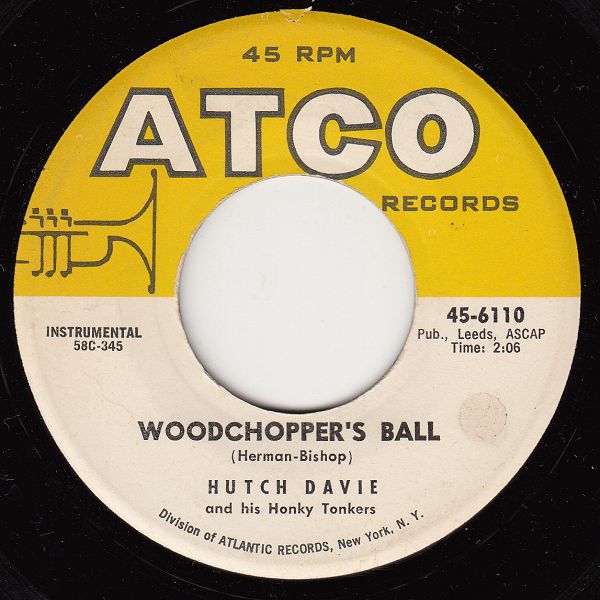 45 RPM
ATCO
RECORDS
INSTRUMENTAL
58C-345
45-6110
Pub., Leeds, ASCAP
Time: 2:06
WOODCHOPPER'S BALL
(Herman-Bishop)
HUTCH DAVIE
and his Honky Tonkers
Division of ATLANTIC RECORDS, New York, N. Y.